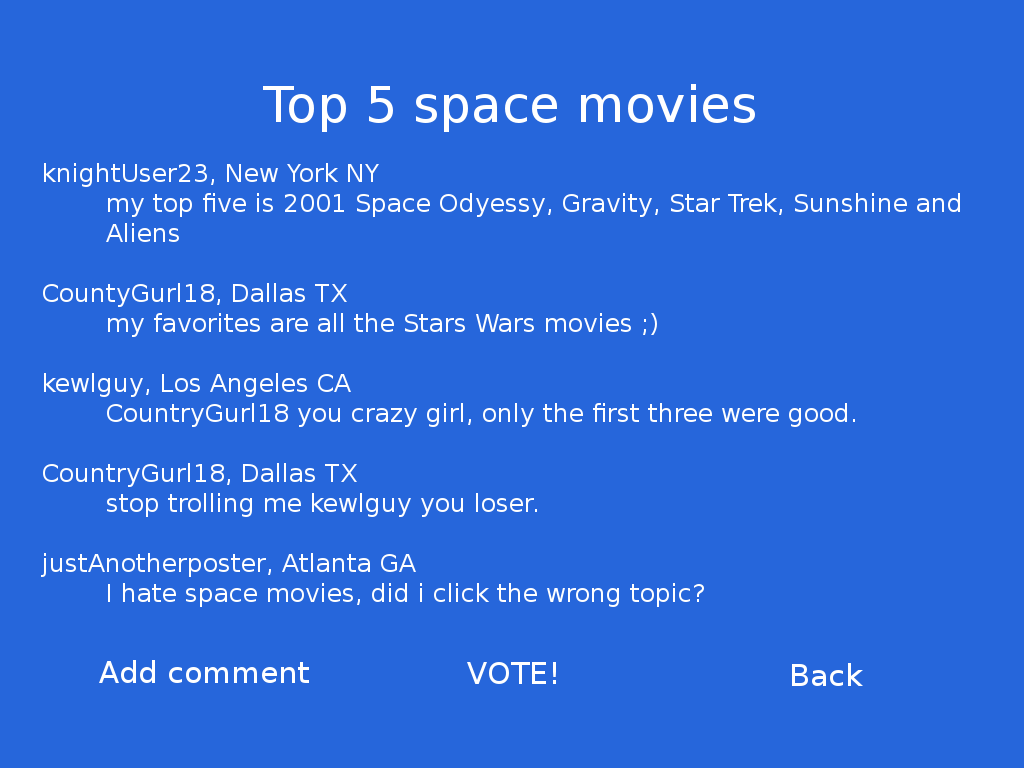 Top 5 space movies
knightUser23, New York NY
my top five is 2001 Space Odyessy, Gravity, Star Trek, Sunshine and
Aliens
CountyGurl18, Dallas TX
my favorites are all the Stars Wars movies ;)
kewlguy, Los Angeles CA
CountryGurl18 you crazy girl, only the first three were good.
CountryGurl18, Dallas TX
stop trolling me kewlguy you loser.
justAnotherposter, Atlanta GA
I hate space movies, did i click the wrong topic?
Add comment
VOTE!
Back